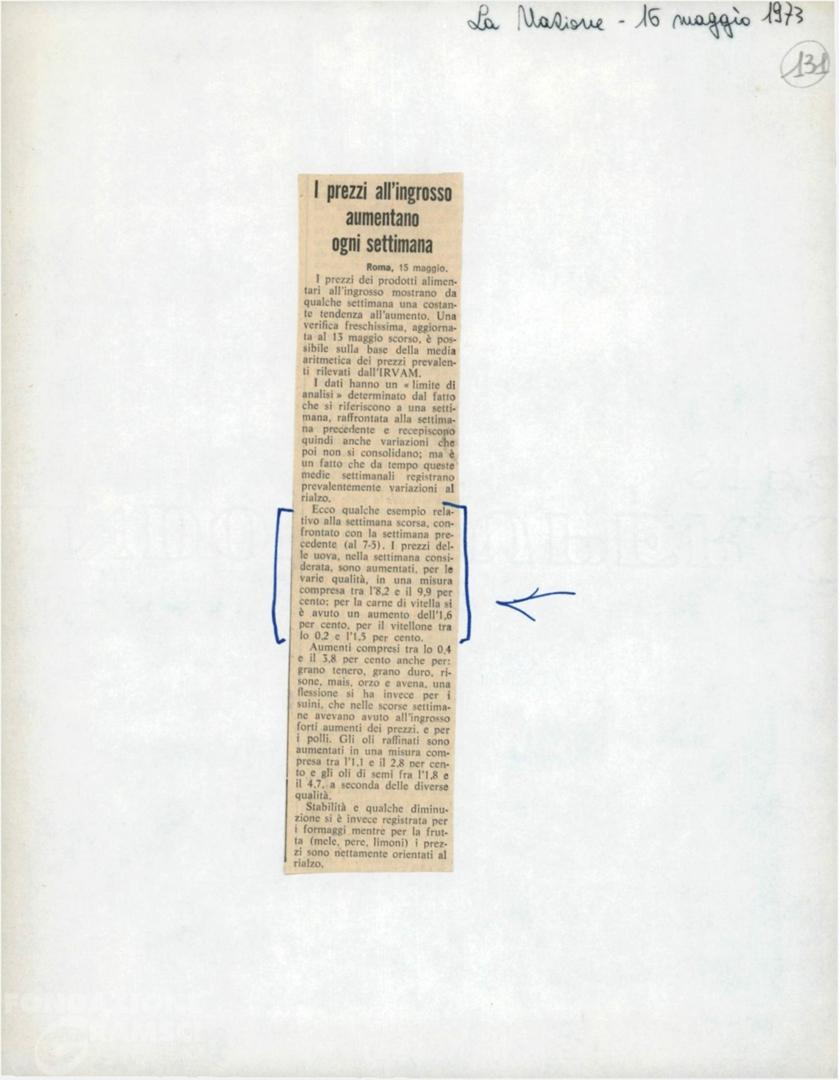 La Nazione - 16 maggio 1973
131
I prezzi all'ingrosso
aumentano
ogni settimana
Roma, 15 maggio.
I prezzi dei prodotti alimen-
tari all'ingrosso mostrano da
qualche settimana una costan-
te tendenza all'aumento. Una
verifica freschissima, aggiorna-
ta al 13 maggio scorso, è pos-
sibile sulla base della media
aritmetica dei prezzi prevalen-
ti rilevati dall'IRVAM.
I dati hanno un « limite di
analisi » determinato dal fatto
che si riferiscono a una setti-
mana, raffrontata alla settima-
na precedente e recepiscono
quindi anche variazioni che
poi non si consolidano; ma è
un fatto che da tempo queste
medie settimanali registrano
prevalentemente variazioni al
rialzo.
Ecco qualche esempio rela-
tivo alla settimana scorsa, con-
frontato con la settimana pre-
cedente (al 7-5). I prezzi del-
le uova, nella settimana consi-
derata, sono aumentati, per le
varie qualità, in una misura
compresa tra l'8,2 e il 9,9 per
cento; per la carne di vitella si
è avuto un aumento dell'1,6
per cento, per il vitellone tra
lo 0,2 e l'1,5 per cento.
Aumenti compresi tra lo 0,4
e il 3,8 per cento anche per:
grano tenero, grano duro, ri-
sone, mais, orzo e avena, una
flessione si ha invece per i
suini, che nelle scorse settima-
ne avevano avuto all'ingrosso
forti aumenti dei prezzi, e per
i polli. Gli oli raffinati sono
aumentati in una misura com-
presa tra l'1,1 e il 2,8 per cen-
to e gli oli di semi fra l'1,8 e
il 4,7, a seconda delle diverse
qualità.
Stabilità e qualche diminu-
zione si è invece registrata per
i formaggi mentre per la frut-
ta (mele, pere, limoni) i prez-
zi sono nettamente orientati al
rialzo.
FONDAZIONE
GRAMSCI